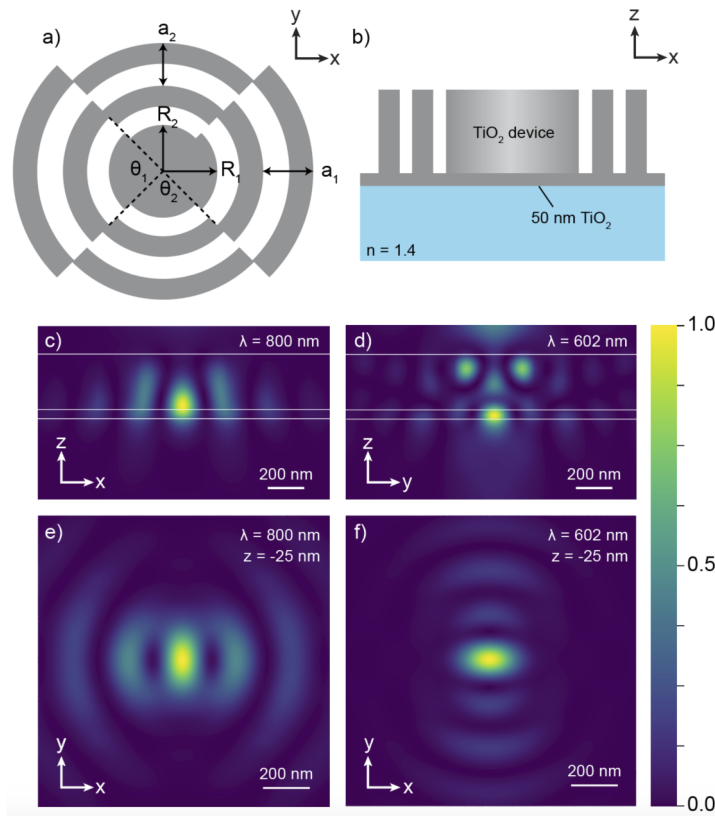 a)
a₂
y
x
R₂
θ₁
R₁
a₁
θ₂
b)
z
x
TiO₂ device
50 nm TiO₂
n = 1.4
c)
λ = 800 nm
z
x
200 nm
d)
λ = 602 nm
z
y
200 nm
e)
λ = 800 nm
z = -25 nm
y
x
200 nm
f)
λ = 602 nm
z = -25 nm
y
x
200 nm
1.0
0.5
0.0